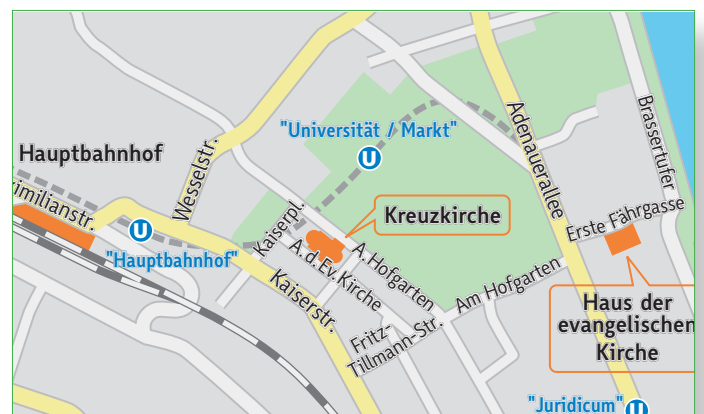 "Universität / Markt"
U
Hauptbahnhof
Wesselstr.
Adenauerallee
Brassertufer
imilianstr.
U
"Hauptbahnhof"
Kaiserpl.
Kreuzkirche
Erste Fährgasse
A.d.Ev.Kirche
A.Hofgarten
Kaiserstr.
Am Hofgarten
Fritz-
Tillmann-Str.
Haus der
evangelischen
Kirche
"Juridicum"
U